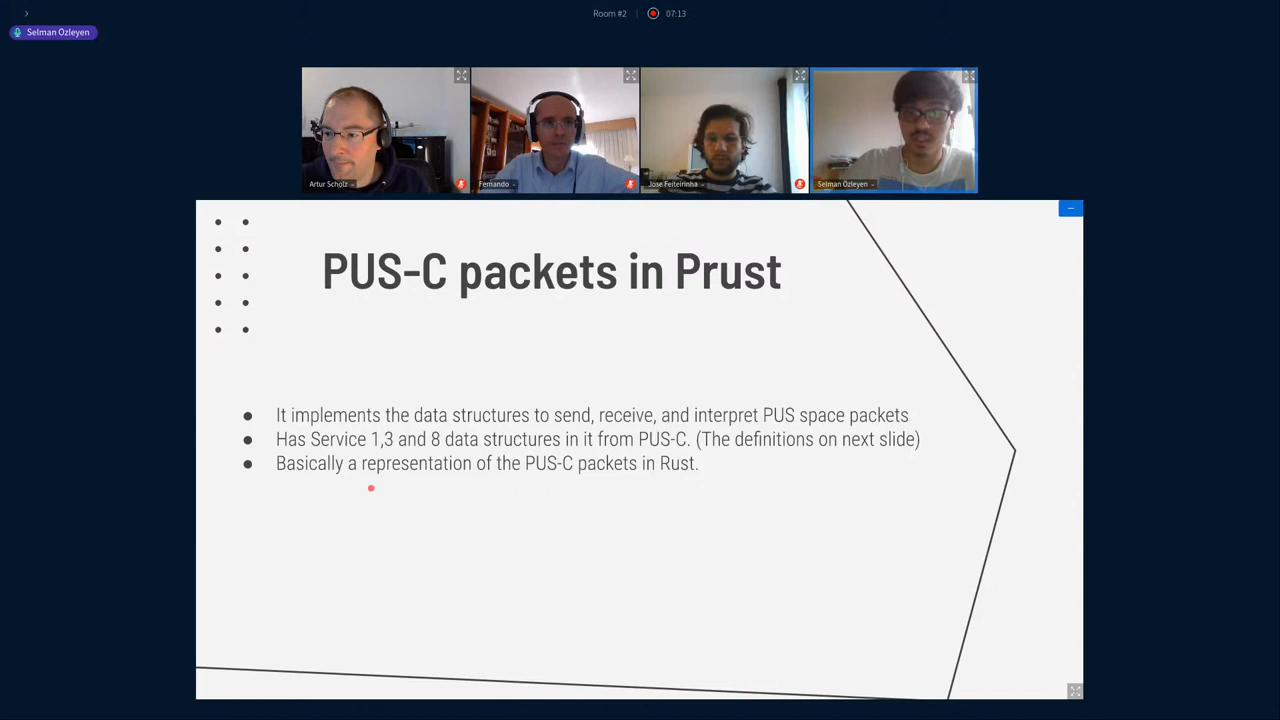 Room #2
07:13
Selman Ozleyen
Artur Scholz
Fernando
Jose Feiteirinha
Selman Özleyen
PUS-C packets in Prust
● It implements the data structures to send, receive, and interpret PUS space packets
● Has Service 1,3 and 8 data structures in it from PUS-C. (The definitions on next slide)
● Basically a representation of the PUS-C packets in Rust.